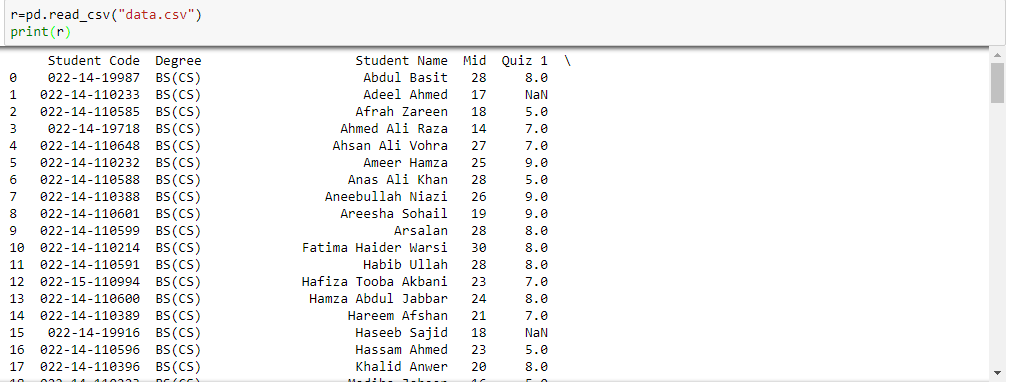 r=pd.read_csv("data.csv")
print(r)
Student Code Degree Student Name Mid Quiz 1 \
0 022-14-19987 BS(CS) Abdul Basit 28 8.0
1 022-14-110233 BS(CS) Adeel Ahmed 17 NaN
2 022-14-110585 BS(CS) Afrah Zareen 18 5.0
3 022-14-19718 BS(CS) Ahmed Ali Raza 14 7.0
4 022-14-110648 BS(CS) Ahsan Ali Vohra 27 7.0
5 022-14-110232 BS(CS) Ameer Hamza 25 9.0
6 022-14-110588 BS(CS) Anas Ali Khan 28 5.0
7 022-14-110388 BS(CS) Aneebullah Niazi 26 9.0
8 022-14-110601 BS(CS) Areesha Sohail 19 9.0
9 022-14-110599 BS(CS) Arsalan 28 8.0
10 022-14-110214 BS(CS) Fatima Haider Warsi 30 8.0
11 022-14-110591 BS(CS) Habib Ullah 28 8.0
12 022-15-110994 BS(CS) Hafiza Tooba Akbani 23 7.0
13 022-14-110600 BS(CS) Hamza Abdul Jabbar 24 8.0
14 022-14-110389 BS(CS) Hareem Afshan 21 7.0
15 022-14-19916 BS(CS) Haseeb Sajid 18 NaN
16 022-14-110596 BS(CS) Hassam Ahmed 23 5.0
17 022-14-110396 BS(CS) Khalid Anwer 20 8.0